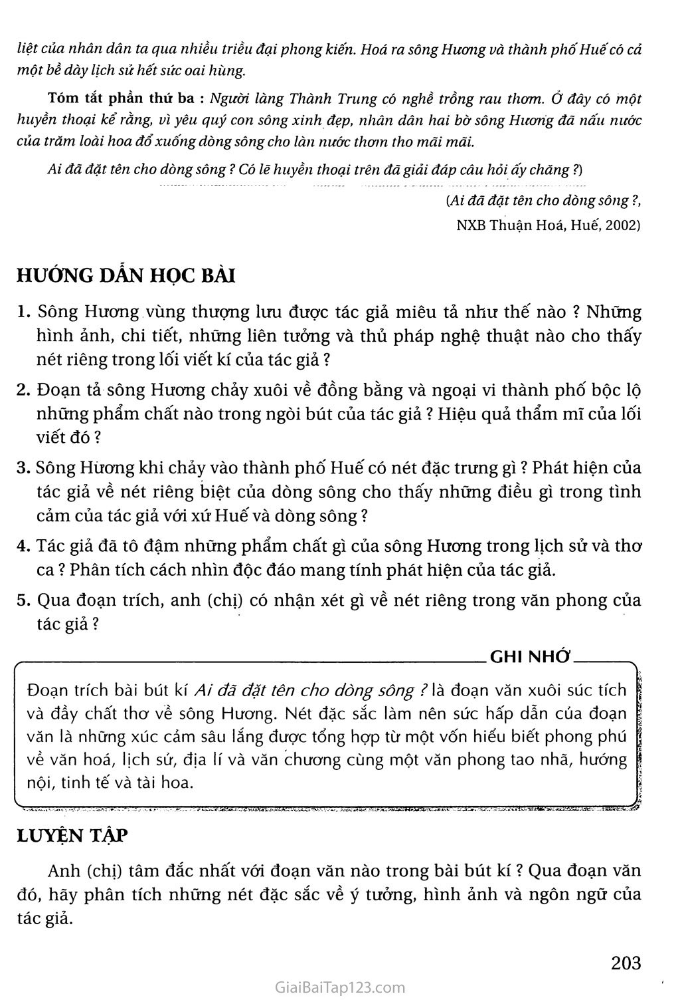 liệt của nhân dân ta qua nhiều triều đại phong kiến. Hoá ra sông Hương và thành phố Huế có cả
một bề dày lịch sử hết sức oai hùng.
Tóm tắt phần thứ ba : Người làng Thành Trung có nghề trồng rau thơm. Ở đây có một
huyền thoại kể rằng, vì yêu quý con sông xinh đẹp, nhân dân hai bờ sông Hương đã nấu nước
của trăm loài hoa đổ xuống dòng sông cho làn nước thơm tho mãi mãi.
Ai đã đặt tên cho dòng sông ? Có lẽ huyền thoại trên đã giải đáp câu hỏi ấy chăng ?)
(Ai đã đặt tên cho dòng sông ?,
NXB Thuận Hoá, Huế, 2002)
HƯỚNG DẪN HỌC BÀI
1. Sông Hương vùng thượng lưu được tác giả miêu tả như thế nào ? Những
hình ảnh, chi tiết, những liên tưởng và thủ pháp nghệ thuật nào cho thấy
nét riêng trong lối viết kí của tác giả ?
2. Đoạn tả sông Hương chảy xuôi về đồng bằng và ngoại vi thành phố bộc lộ
những phẩm chất nào trong ngòi bút của tác giả ? Hiệu quả thẩm mĩ của lối
viết đó ?
3. Sông Hương khi chảy vào thành phố Huế có nét đặc trưng gì ? Phát hiện của
tác giả về nét riêng biệt của dòng sông cho thấy những điều gì trong tình
cảm của tác giả với xứ Huế và dòng sông ?
4. Tác giả đã tô đậm những phẩm chất gì của sông Hương trong lịch sử và thơ
ca ? Phân tích cách nhìn độc đáo mang tính phát hiện của tác giả.
5. Qua đoạn trích, anh (chị) có nhận xét gì về nét riêng trong văn phong của
tác giả ?
GHI NHỚ
Đoạn trích bài bút kí Ai đã đặt tên cho dòng sông ? là đoạn văn xuôi súc tích
và đầy chất thơ về sông Hương. Nét đặc sắc làm nên sức hấp dẫn của đoạn
văn là những xúc cảm sâu lắng được tổng hợp từ một vốn hiểu biết phong phú
về văn hoá, lịch sử, địa lí và văn chương cùng một văn phong tao nhã, hướng
nội, tinh tế và tài hoa.
LUYỆN TẬP
Anh (chị) tâm đắc nhất với đoạn văn nào trong bài bút kí ? Qua đoạn văn
đó, hãy phân tích những nét đặc sắc về ý tưởng, hình ảnh và ngôn ngữ của
tác giả.
203
GiaiBaiTap123.com